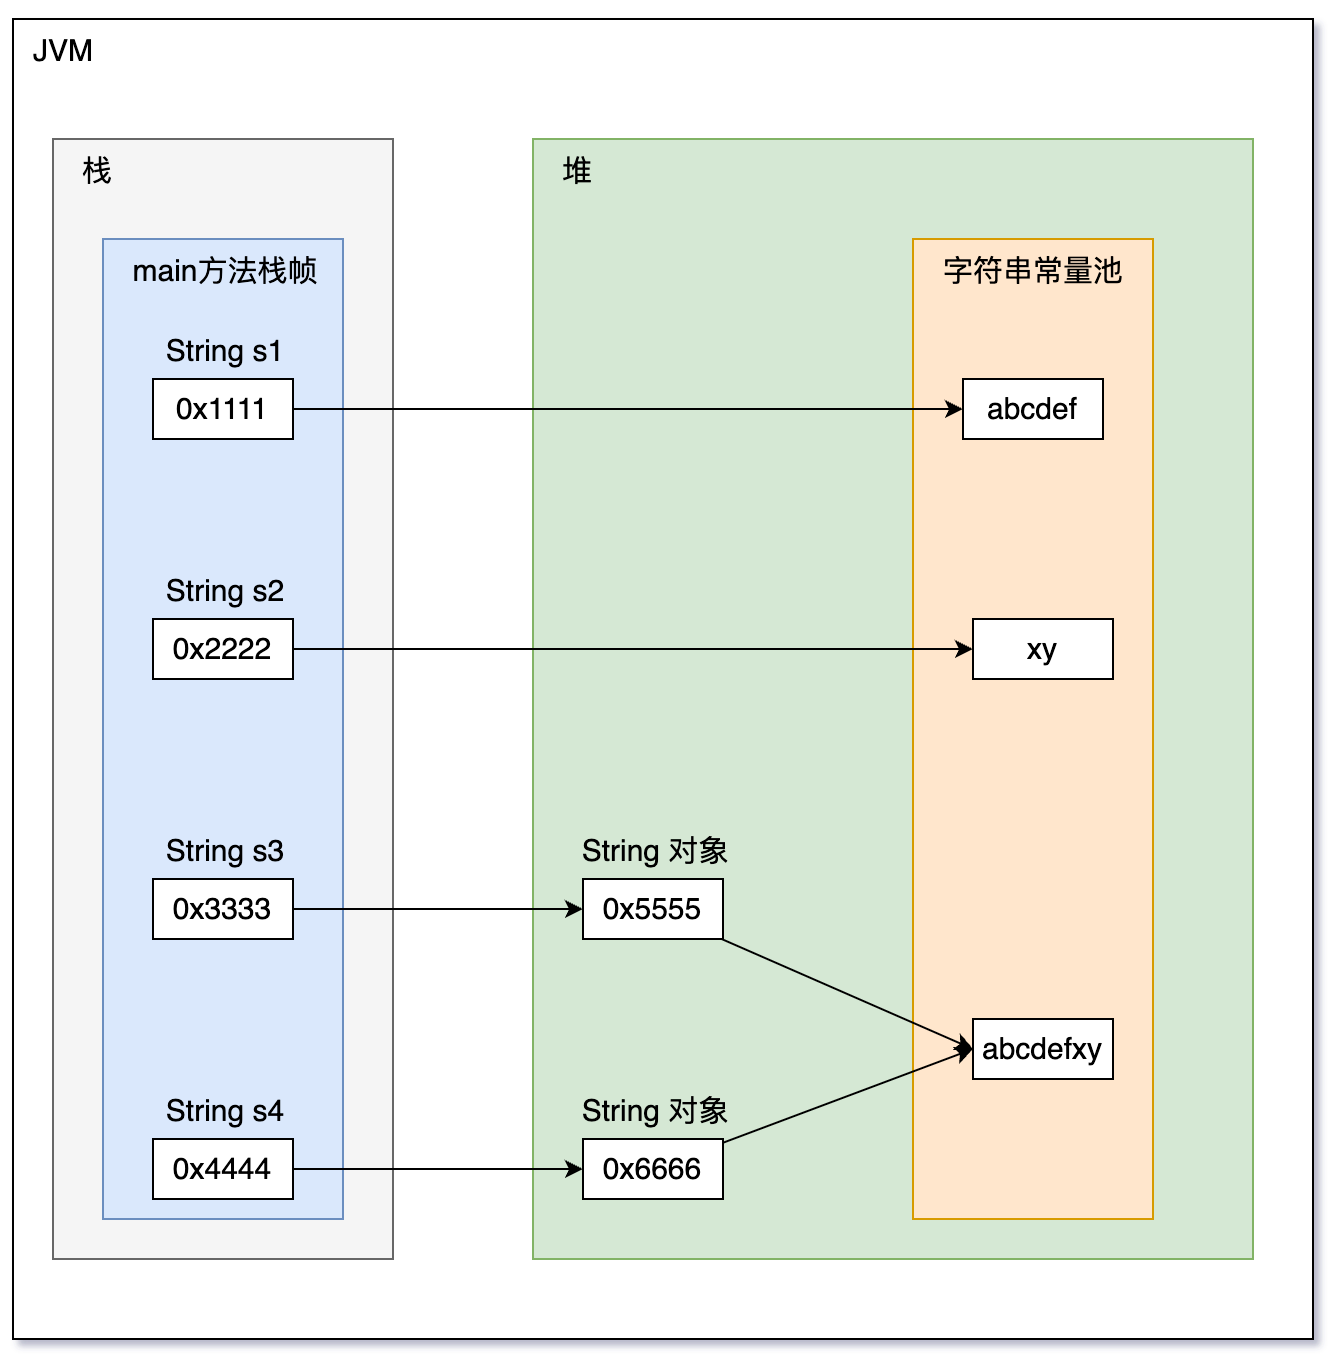 JVM
栈
堆
main方法栈帧
字符串常量池
String s1
0x1111
abcdef
String s2
0x2222
xy
String s3
String 对象
0x3333
0x5555
abcdefxy
String s4
String 对象
0x4444
0x6666